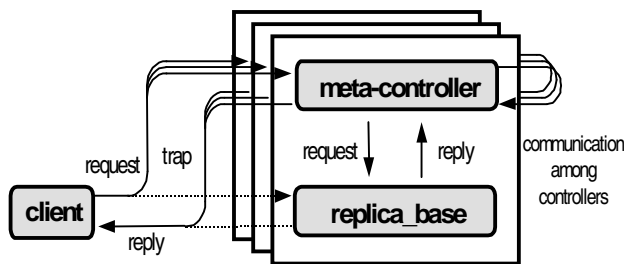 meta-controller
request
trap
request
reply
communication
among
controllers
client
replica_base
reply